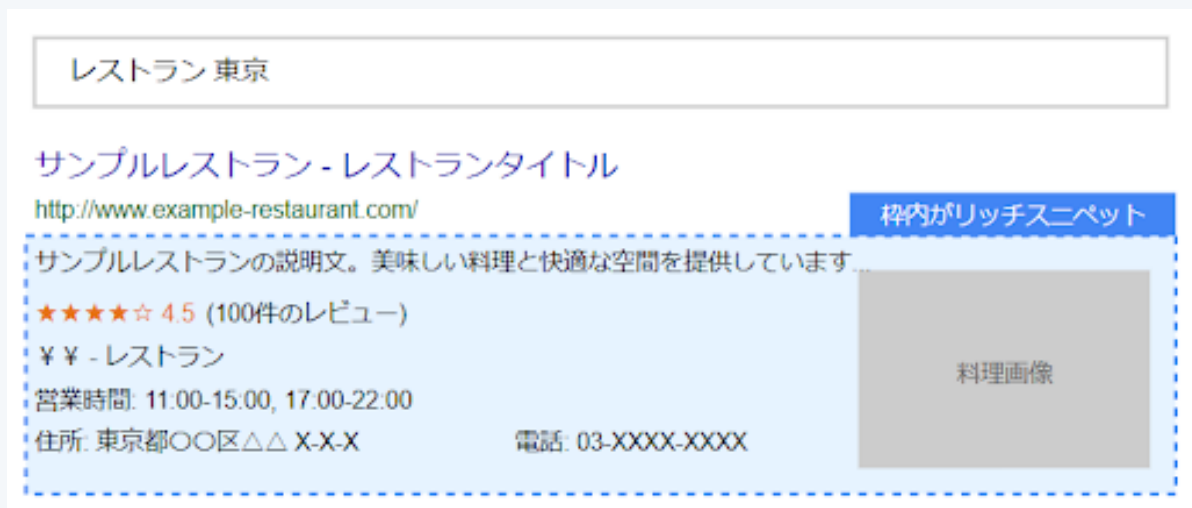 レストラン 東京
サンプルレストラン - レストランタイトル
http://www.example-restaurant.com/
枠内がリッチスニペット
サンプルレストランの説明文。美味しい料理と快適な空間を提供しています...
★★★★☆ 4.5 (100件のレビュー)
¥ ¥ - レストラン
営業時間: 11:00-15:00, 17:00-22:00
住所: 東京都〇〇区△△ X-X-X
電話: 03-XXXX-XXXX
料理画像